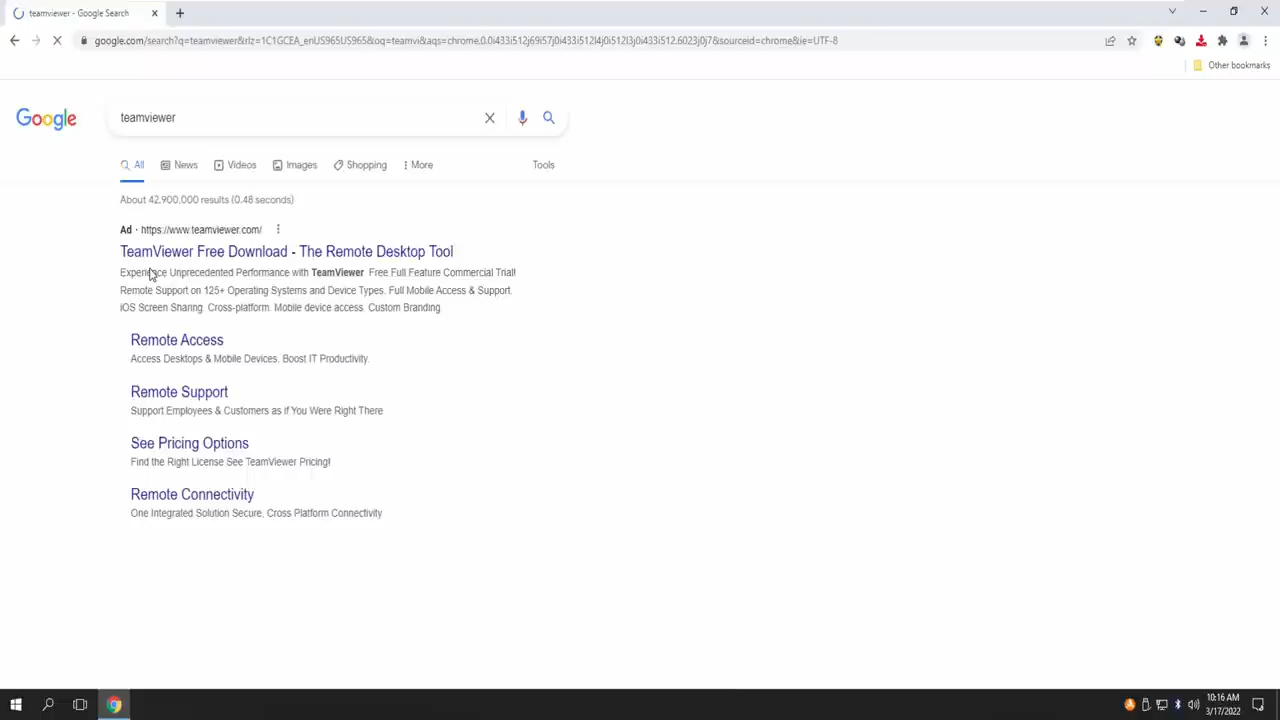 teamviewer - Google Search
google.com/search?q=teamviewer&rlz=1C1GCEA_enUS965US965&oq=teamvi&aqs=chrome.0.0i433i512j69i57j0i433i512l4j0i512l3j0i433i512.6023j0j7&sourceid=chrome&ie=UTF-8
Other bookmarks
Google
teamviewer
All News Videos Images Shopping More Tools
About 42,900,000 results (0.48 seconds)
Ad · https://www.teamviewer.com/
TeamViewer Free Download - The Remote Desktop Tool
Experience Unprecedented Performance with TeamViewer Free Full Feature Commercial Trial!
Remote Support on 125+ Operating Systems and Device Types. Full Mobile Access & Support.
iOS Screen Sharing. Cross-platform. Mobile device access. Custom Branding.
Remote Access
Access Desktops & Mobile Devices. Boost IT Productivity.
Remote Support
Support Employees & Customers as if You Were Right There
See Pricing Options
Find the Right License See TeamViewer Pricing!
Remote Connectivity
One Integrated Solution Secure, Cross Platform Connectivity
10:16 AM
3/17/2022